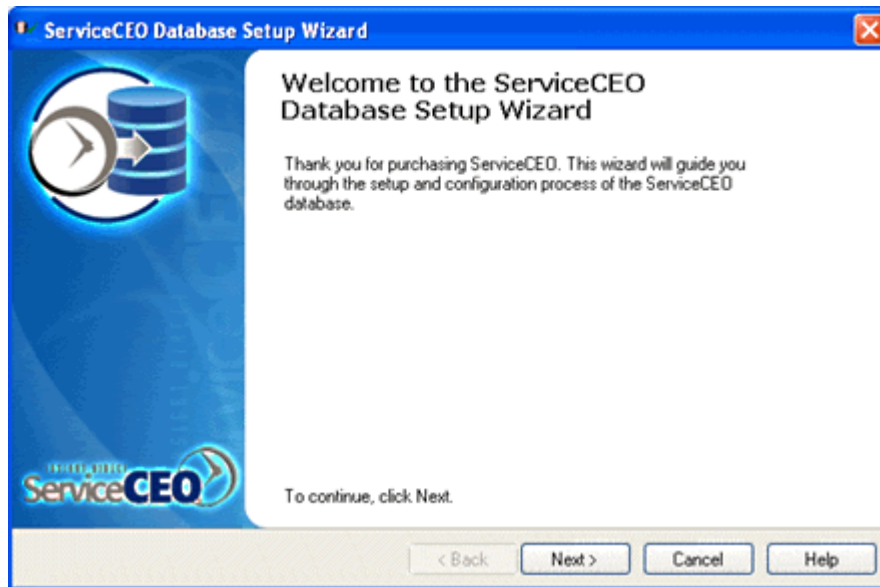 ServiceCEO Database Setup Wizard
Welcome to the ServiceCEO
Database Setup Wizard
Thank you for purchasing ServiceCEO. This wizard will guide you
through the setup and configuration process of the ServiceCEO
database.
ServiceCEO
To continue, click Next.
< Back
Next >
Cancel
Help